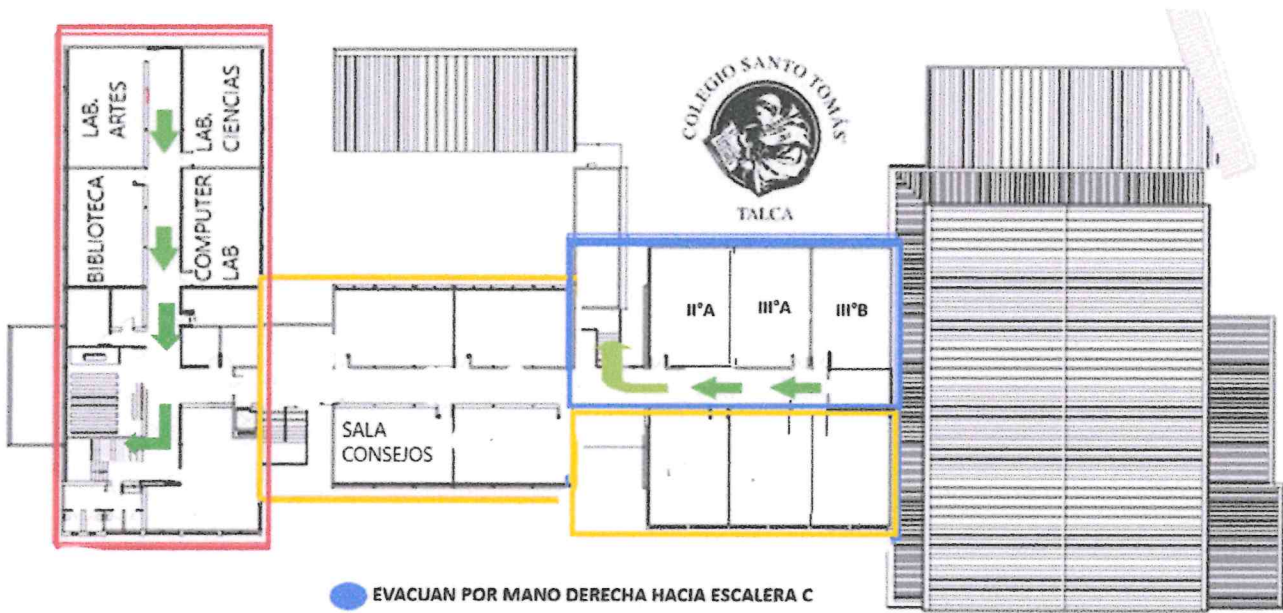 LAB.
ARTES
LAB.
CIENCIAS
BIBLIOTECA
COMPUTER
LAB
COLEGIO SANTO TOMÁS
TALCA
II°A
III°A
III°B
SALA
CONSEJOS
EVACUAN POR MANO DERECHA HACIA ESCALERA C